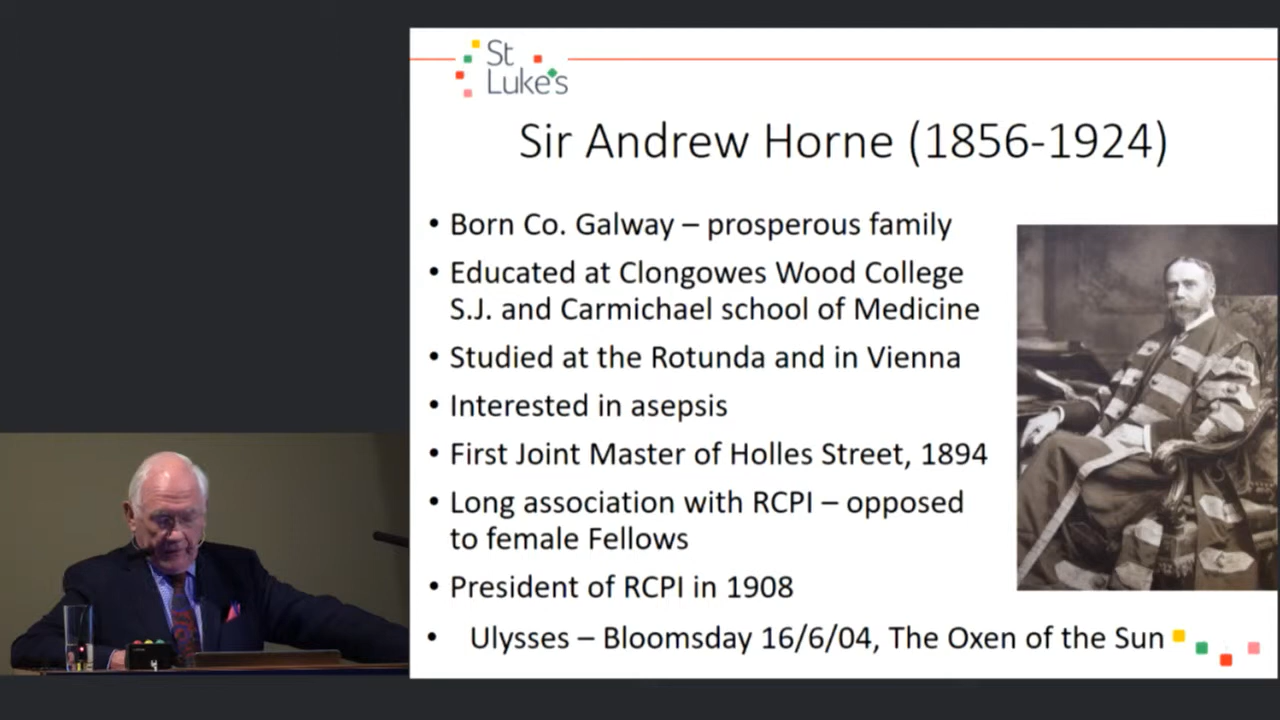 St
Luke's
Sir Andrew Horne (1856-1924)
• Born Co. Galway – prosperous family
• Educated at Clongowes Wood College
S.J. and Carmichael school of Medicine
• Studied at the Rotunda and in Vienna
• Interested in asepsis
• First Joint Master of Holles Street, 1894
• Long association with RCPI – opposed
to female Fellows
• President of RCPI in 1908
• Ulysses – Bloomsday 16/6/04, The Oxen of the Sun